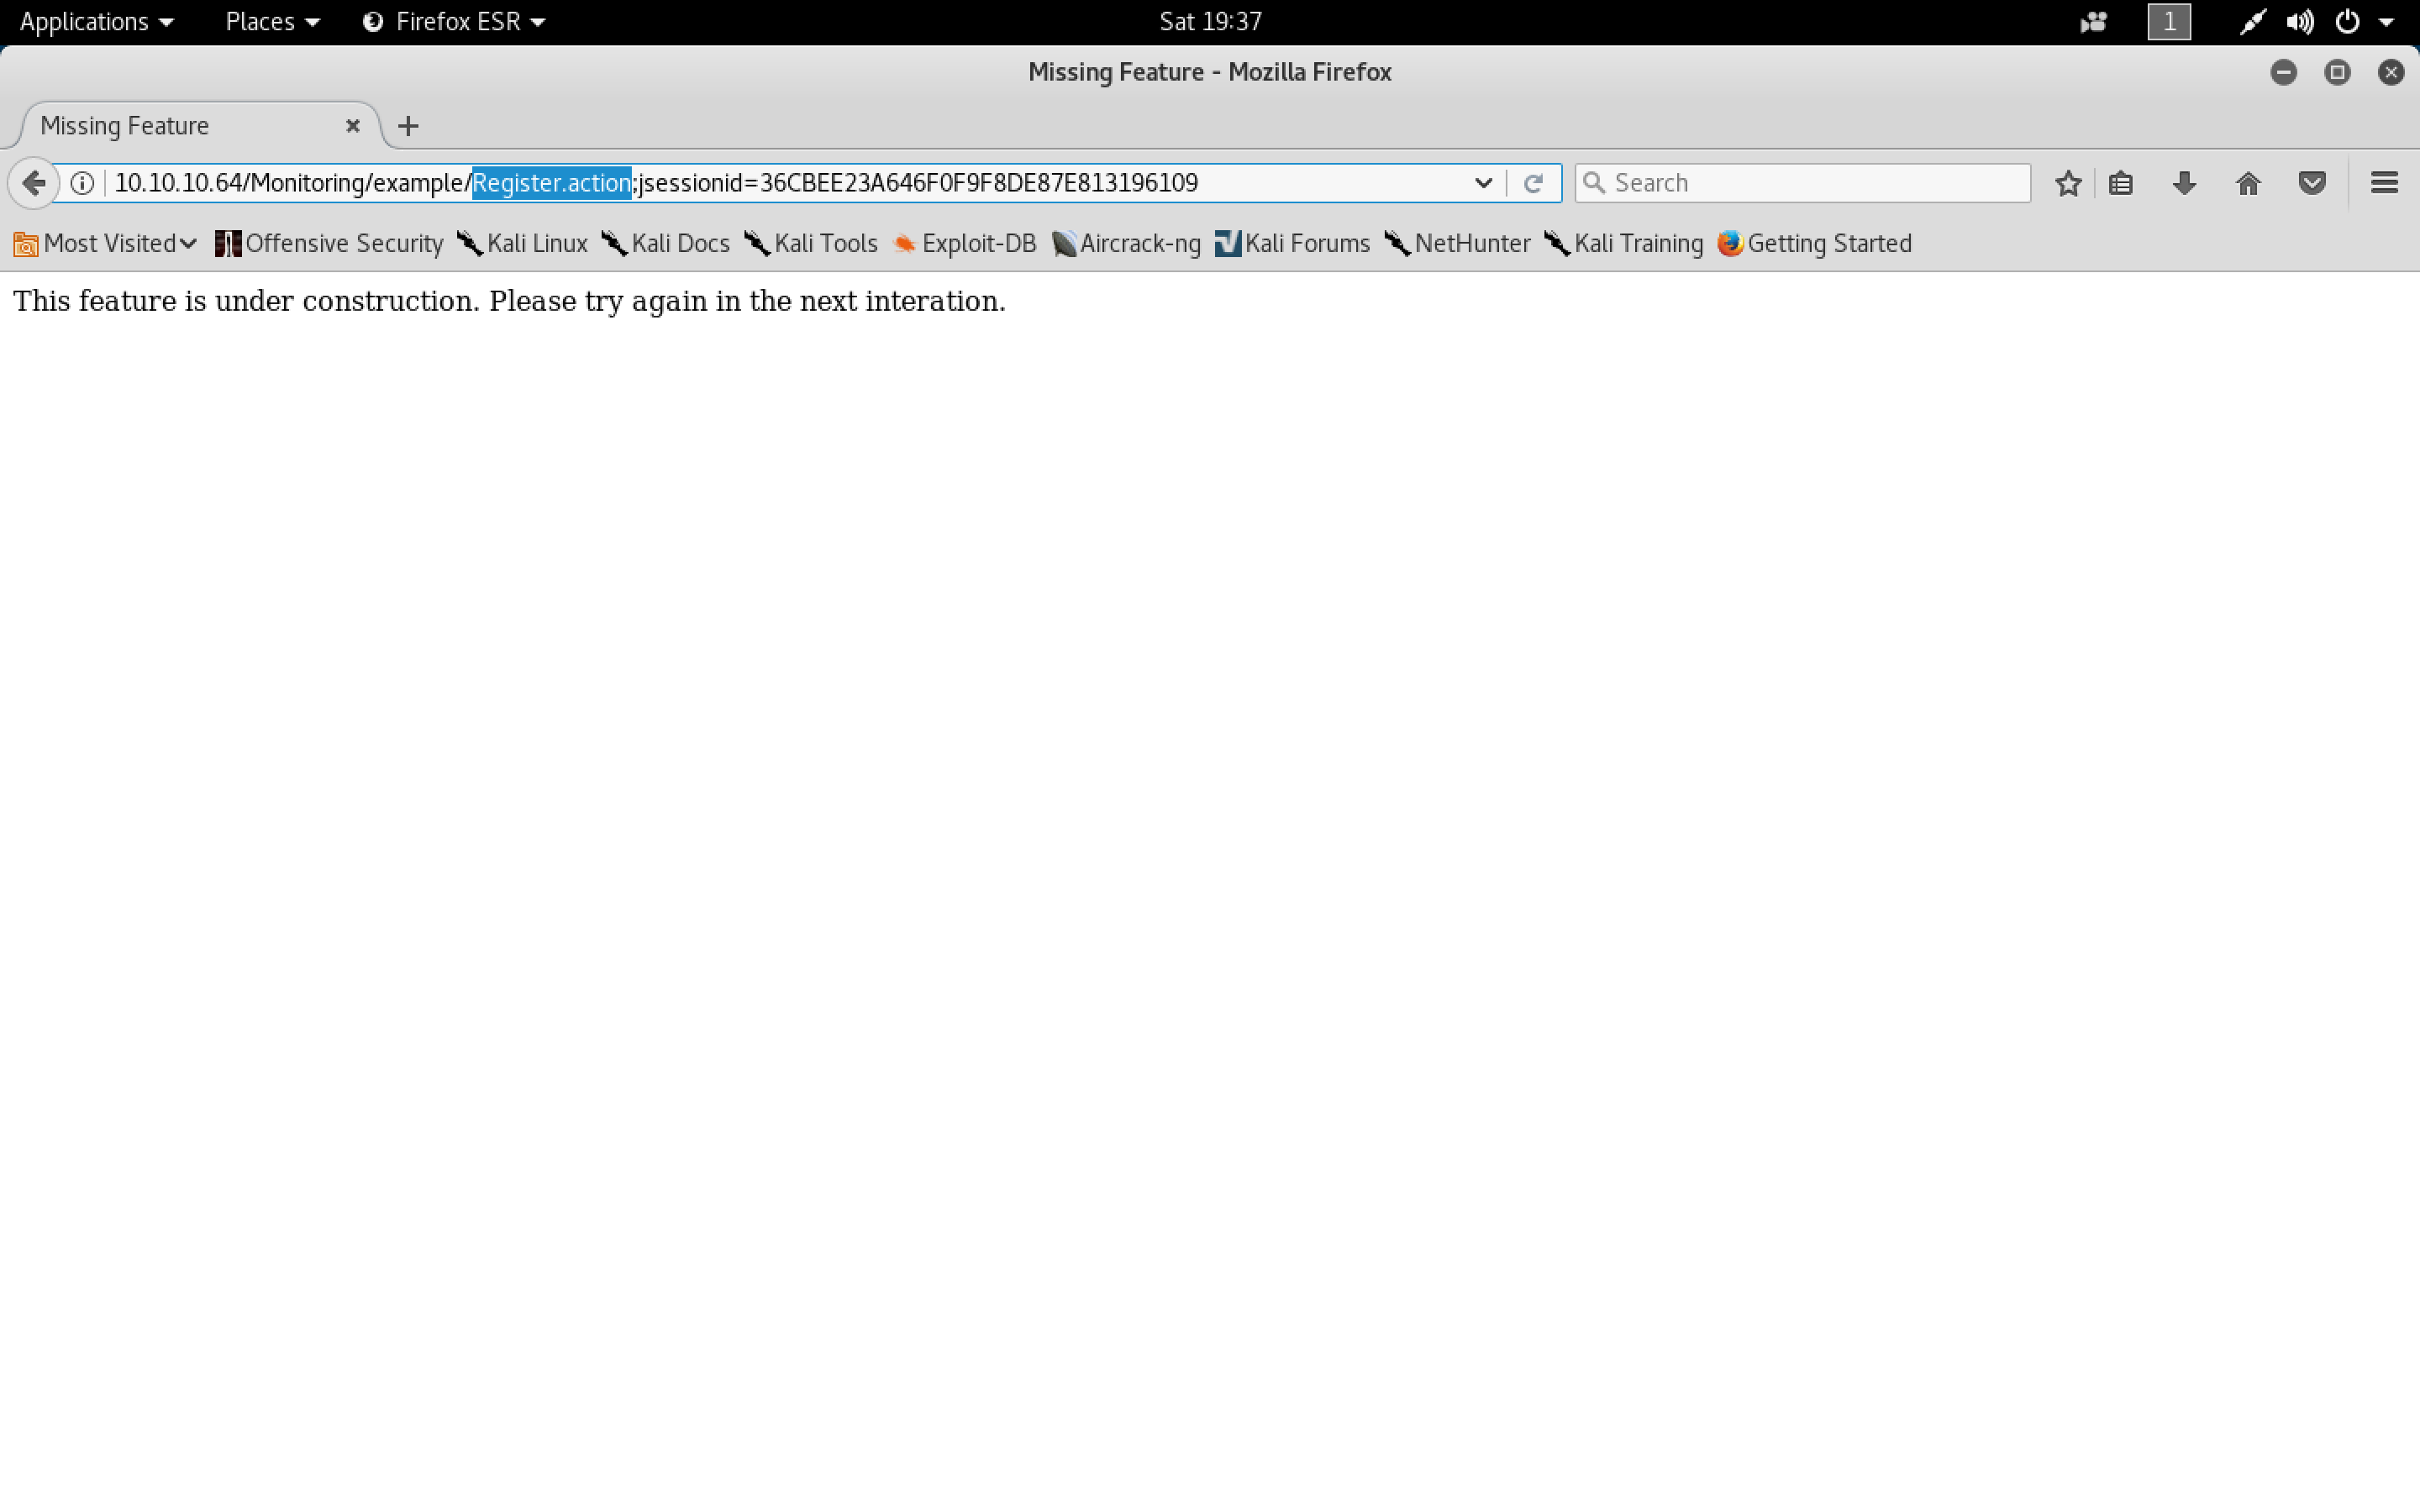 Applications Places Firefox ESR Sat 19:37 1
Missing Feature - Mozilla Firefox
Missing Feature
10.10.10.64/Monitoring/example/Register.action;jsessionid=36CBEE23A646F0F9F8DE87E813196109 Search
Most Visited Offensive Security Kali Linux Kali Docs Kali Tools Exploit-DB Aircrack-ng Kali Forums NetHunter Kali Training Getting Started
This feature is under construction. Please try again in the next interation.